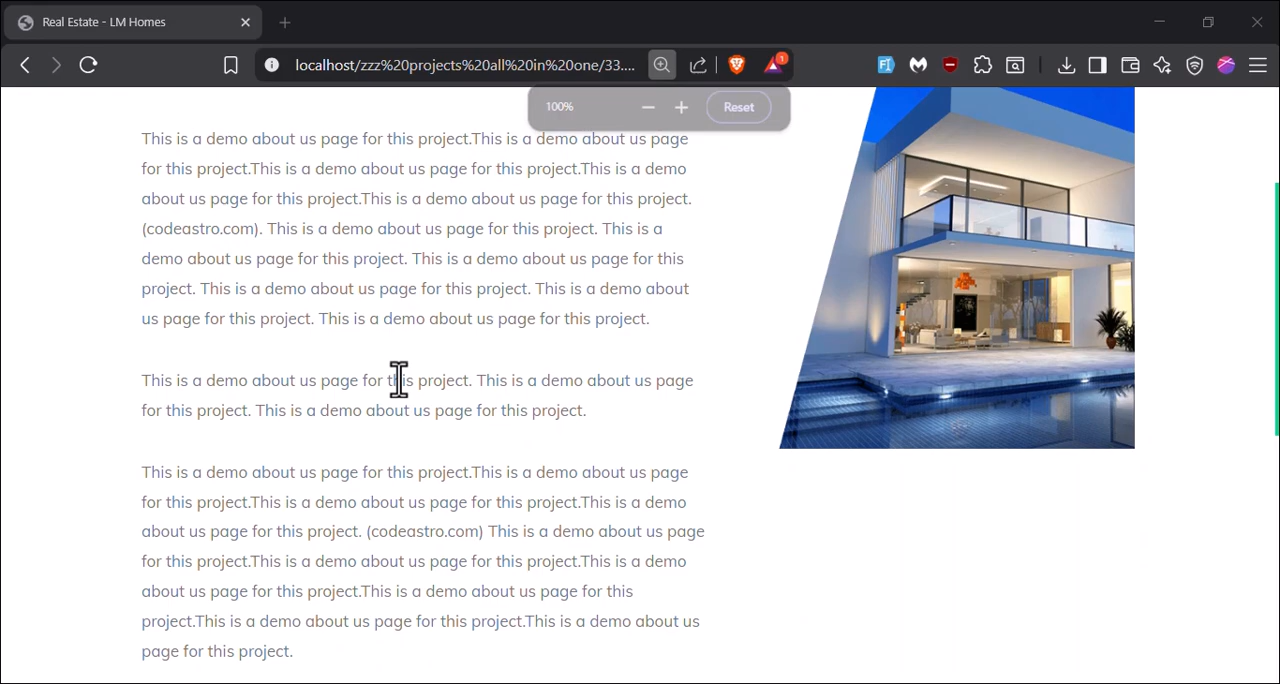 Real Estate - LM Homes
localhost/zzz%20projects%20all%20in%20one/33....
1
100%
Reset
This is a demo about us page for this project.This is a demo about us page
for this project.This is a demo about us page for this project.This is a demo
about us page for this project.This is a demo about us page for this project.
(codeastro.com). This is a demo about us page for this project. This is a
demo about us page for this project. This is a demo about us page for this
project. This is a demo about us page for this project. This is a demo about
us page for this project. This is a demo about us page for this project.
This is a demo about us page for this project. This is a demo about us page
for this project. This is a demo about us page for this project.
This is a demo about us page for this project.This is a demo about us page
for this project.This is a demo about us page for this project.This is a demo
about us page for this project. (codeastro.com) This is a demo about us page
for this project.This is a demo about us page for this project.This is a demo
about us page for this project.This is a demo about us page for this
project.This is a demo about us page for this project.This is a demo about us
page for this project.